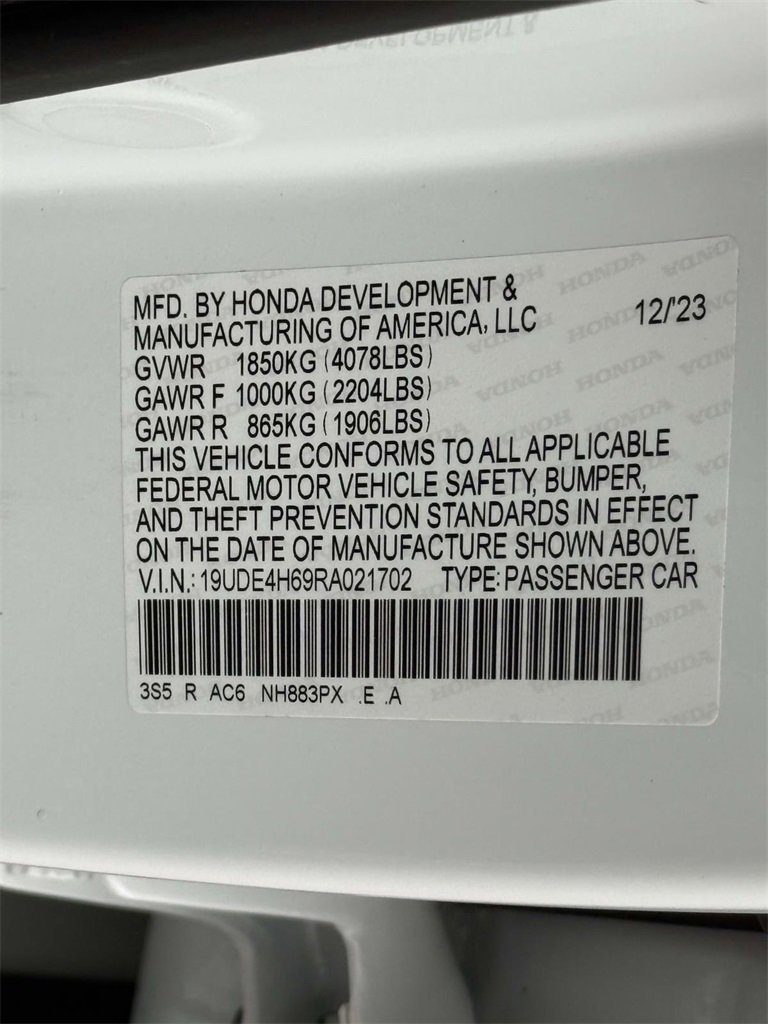 MFD. BY HONDA DEVELOPMENT &
MANUFACTURING OF AMERICA, LLC 12/'23
GVWR 1850KG (4078LBS)
GAWR F 1000KG (2204LBS)
GAWR R 865KG (1906LBS)
THIS VEHICLE CONFORMS TO ALL APPLICABLE
FEDERAL MOTOR VEHICLE SAFETY, BUMPER,
AND THEFT PREVENTION STANDARDS IN EFFECT
ON THE DATE OF MANUFACTURE SHOWN ABOVE.
V.I.N.: 19UDE4H69RA021702 TYPE: PASSENGER CAR
3S5 R AC6 NH883PX .E .A